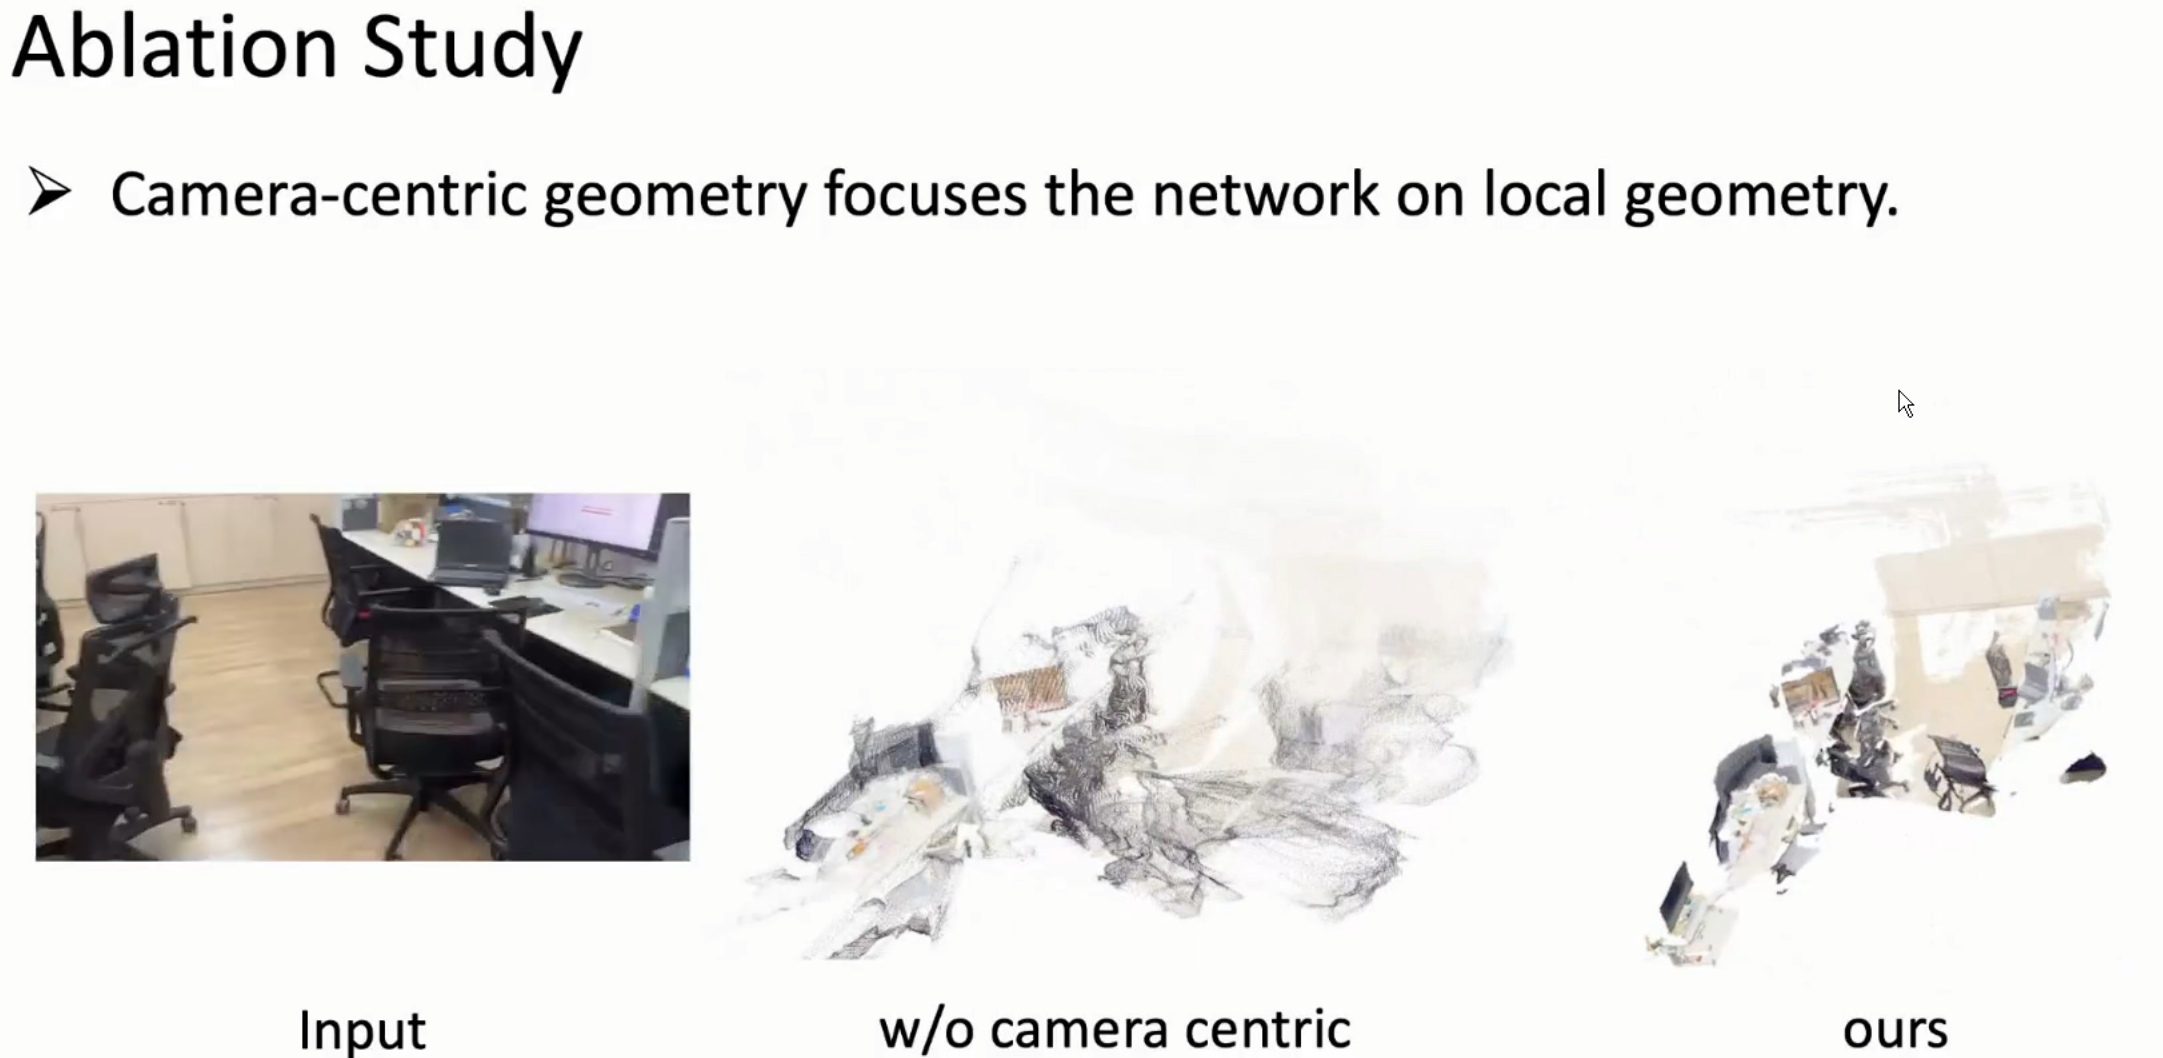 Ablation Study
Camera-centric geometry focuses the network on local geometry.
Input
w/o camera centric
ours